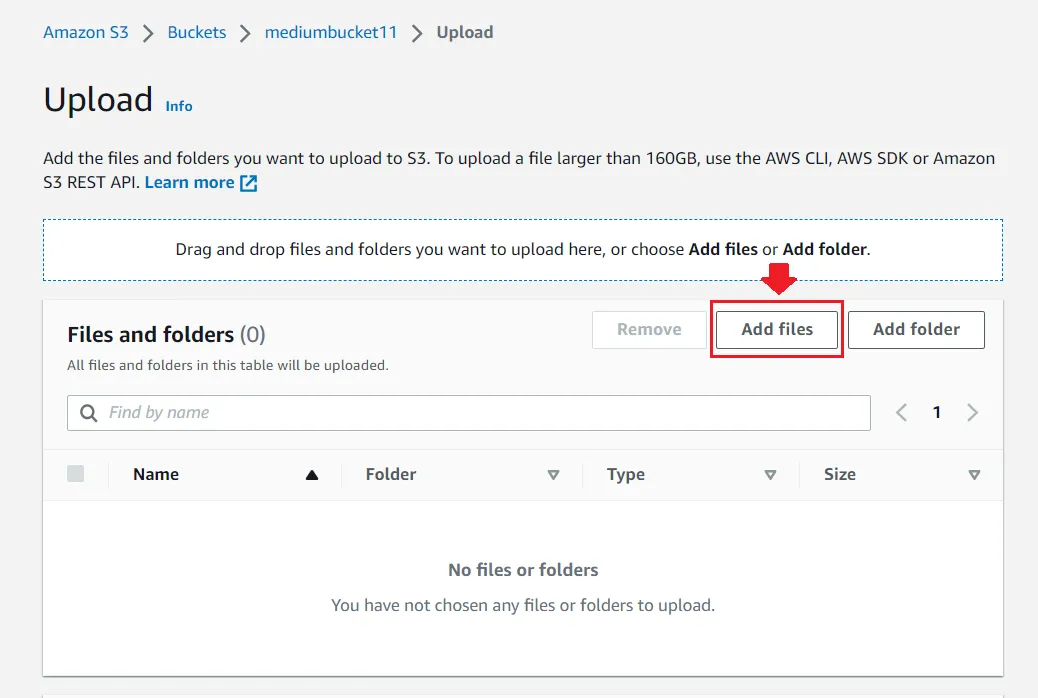 Amazon S3 > Buckets > mediumbucket11 > Upload
Upload Info
Add the files and folders you want to upload to S3. To upload a file larger than 160GB, use the AWS CLI, AWS SDK or Amazon
S3 REST API. Learn more
Drag and drop files and folders you want to upload here, or choose Add files or Add folder.
Files and folders (0)
Remove
Add files
Add folder
All files and folders in this table will be uploaded.
Find by name
1
Name
Folder
Type
Size
No files or folders
You have not chosen any files or folders to upload.